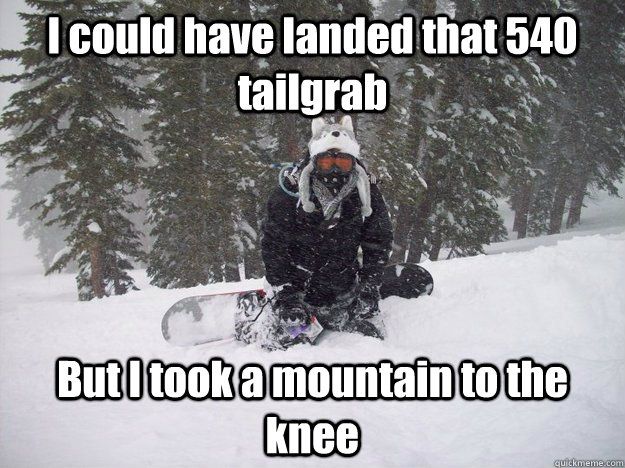 I could have landed that 540
tailgrab
But I took a mountain to the
knee
quickmeme.com